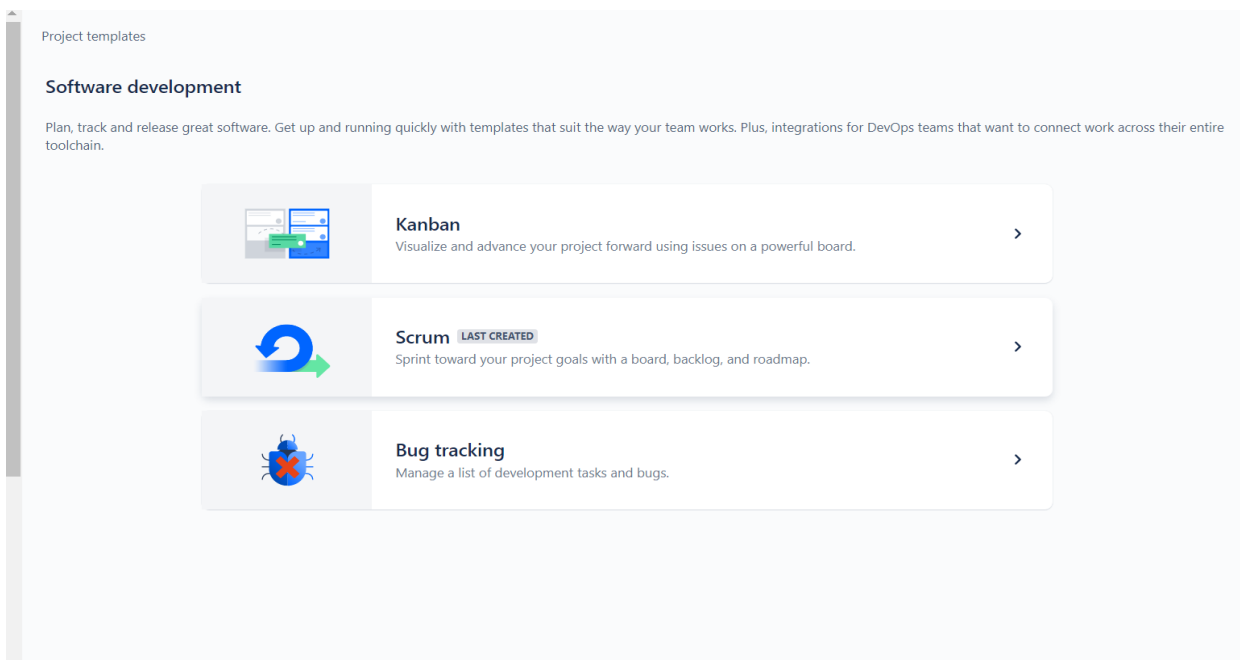 Project templates
Software development
Plan, track and release great software. Get up and running quickly with templates that suit the way your team works. Plus, integrations for DevOps teams that want to connect work across their entire
toolchain.
Kanban
Visualize and advance your project forward using issues on a powerful board.
Scrum LAST CREATED
Sprint toward your project goals with a board, backlog, and roadmap.
Bug tracking
Manage a list of development tasks and bugs.